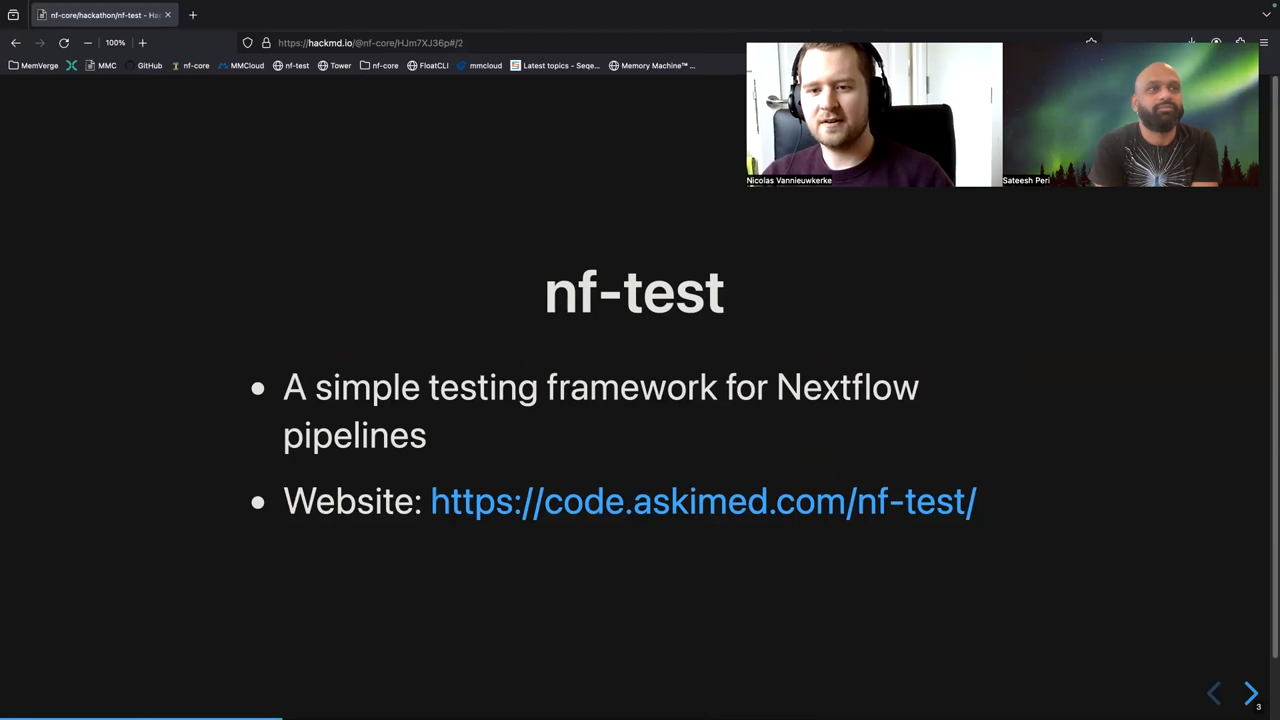 nf-core/hackathon/nf-test - Ha
100%
https://hackmd.io/@nf-core/HJm7XJ36p#/2
MemVerge
MMC
GitHub
nf-core
MMCloud
nf-test
Tower
nf-core
FloatCLI
mmcloud
Latest topics - Seqe...
Memory Machine™ ...
Nicolas Vannieuwkerke
Sateesh Peri
nf-test
A simple testing framework for Nextflow
pipelines
Website: https://code.askimed.com/nf-test/
3